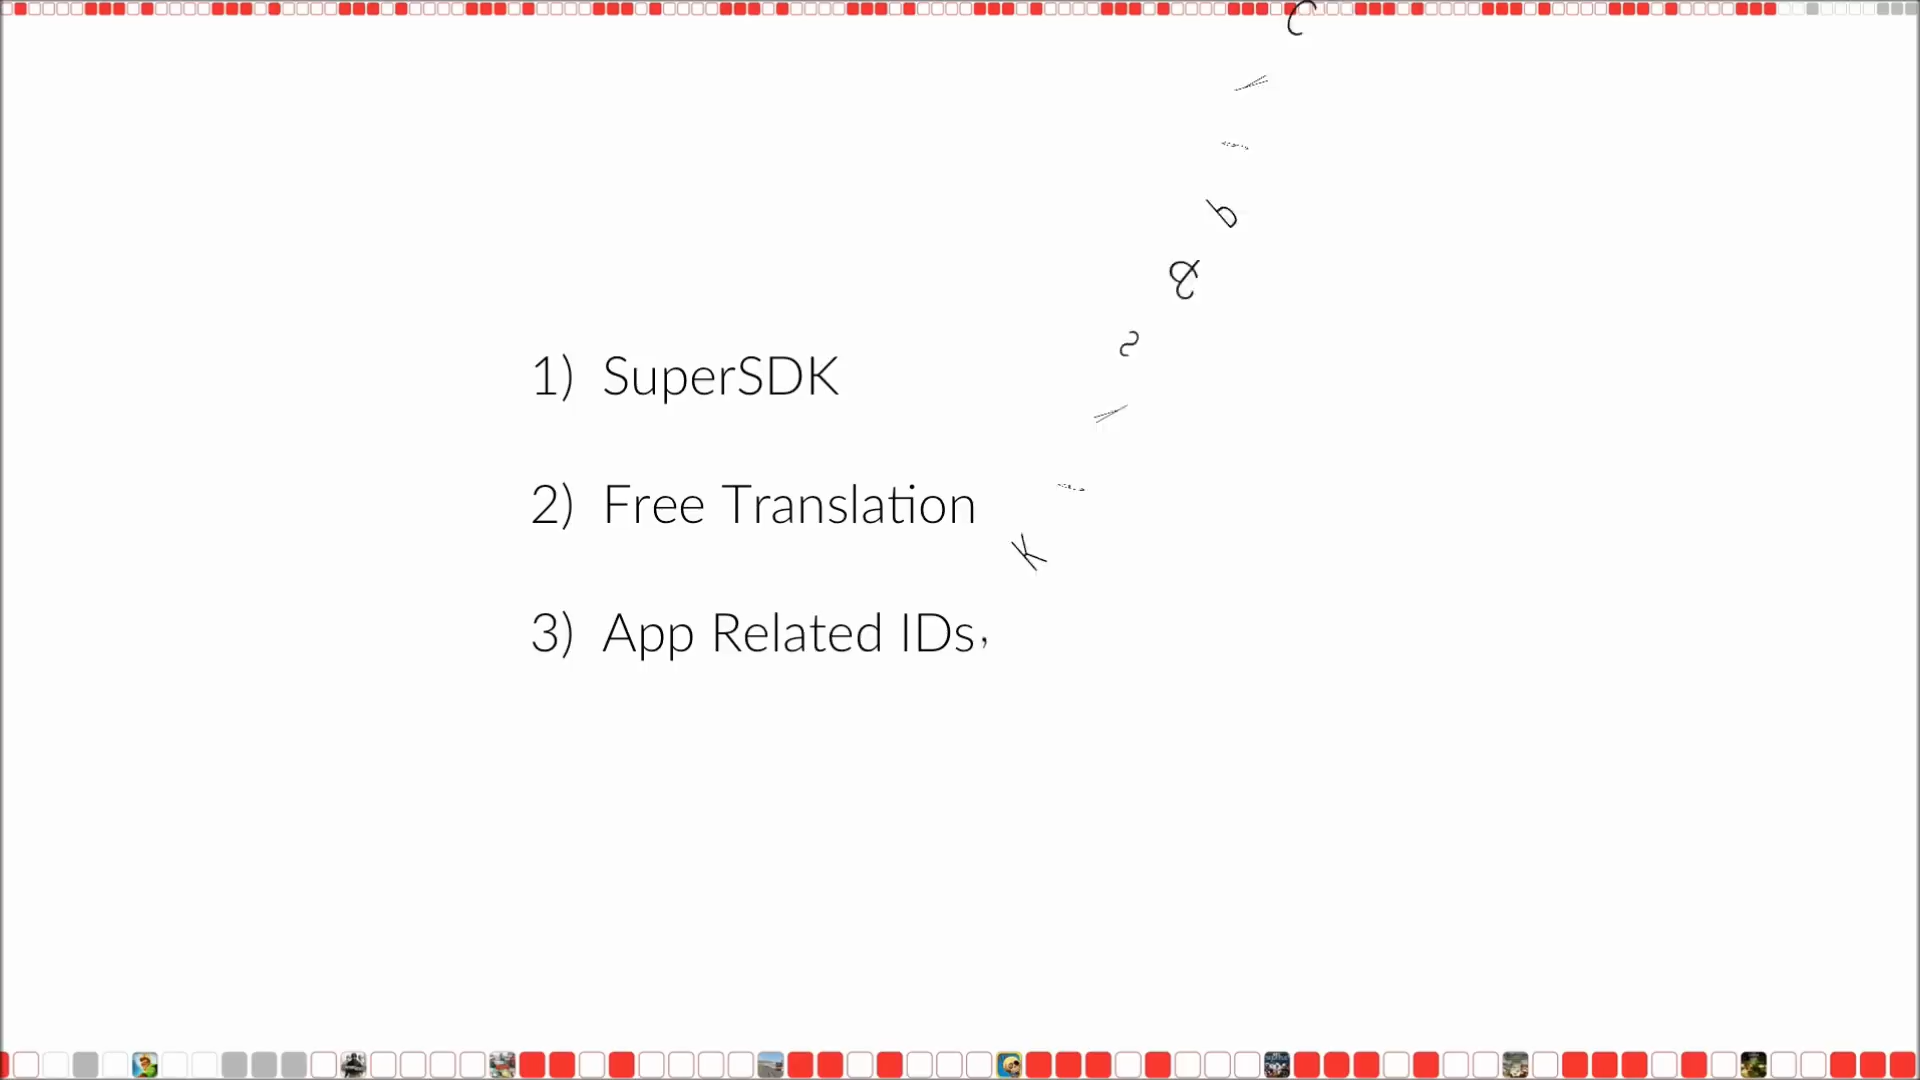 1) SuperSDK
2) Free Translation
3) App Related IDs,